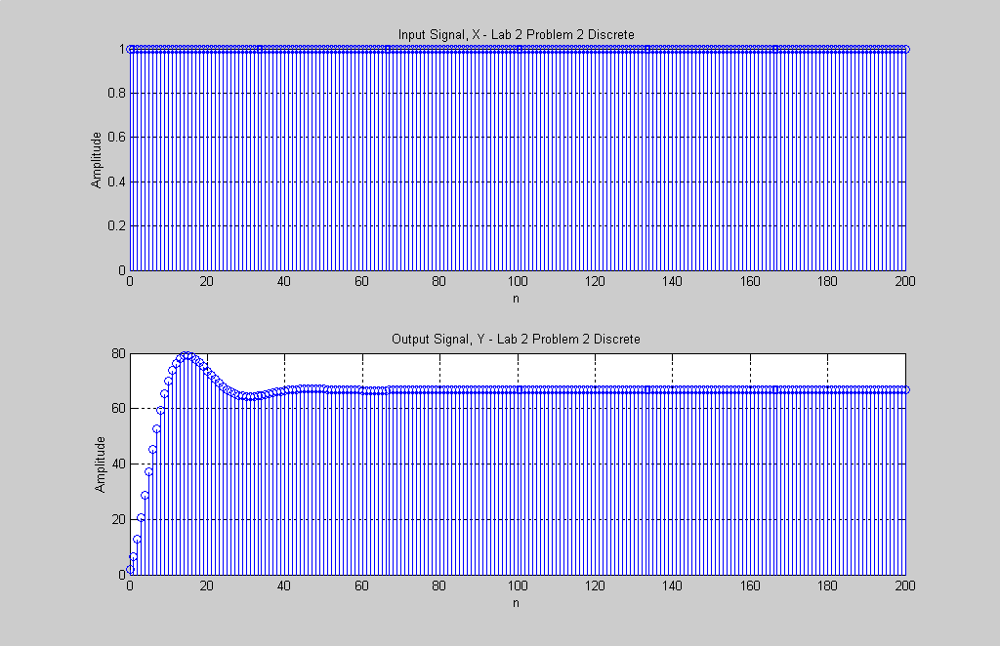 Input Signal, X - Lab 2 Problem 2 Discrete
1
0.8
0.6
0.4
0.2
0
Amplitude
0 20 40 60 80 100 120 140 160 180 200
n
Output Signal, Y - Lab 2 Problem 2 Discrete
80
60
40
20
0
Amplitude
0 20 40 60 80 100 120 140 160 180 200
n